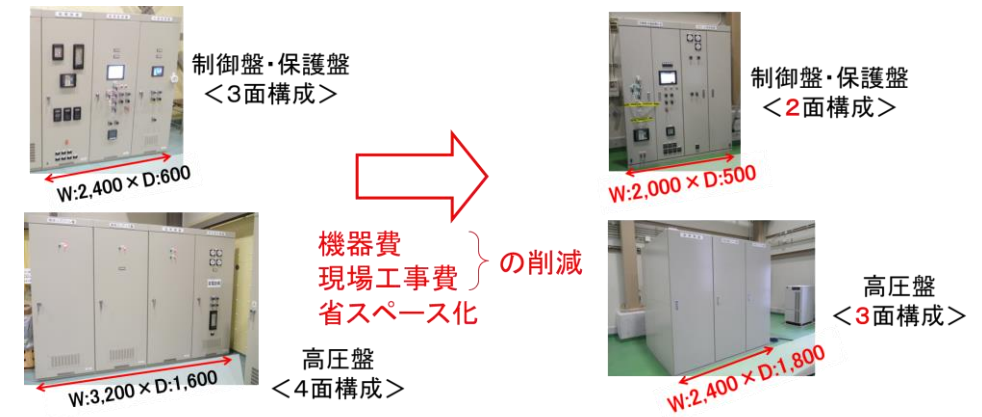 制御盤・保護盤
＜３面構成＞
W:2,400×D:600
高圧盤
＜４面構成＞
W:3,200×D:1,600
機器費
現場工事費
の削減
省スペース化
制御盤・保護盤
＜２面構成＞
W:2,000×D:500
高圧盤
＜３面構成＞
W:2,400×D:1,800